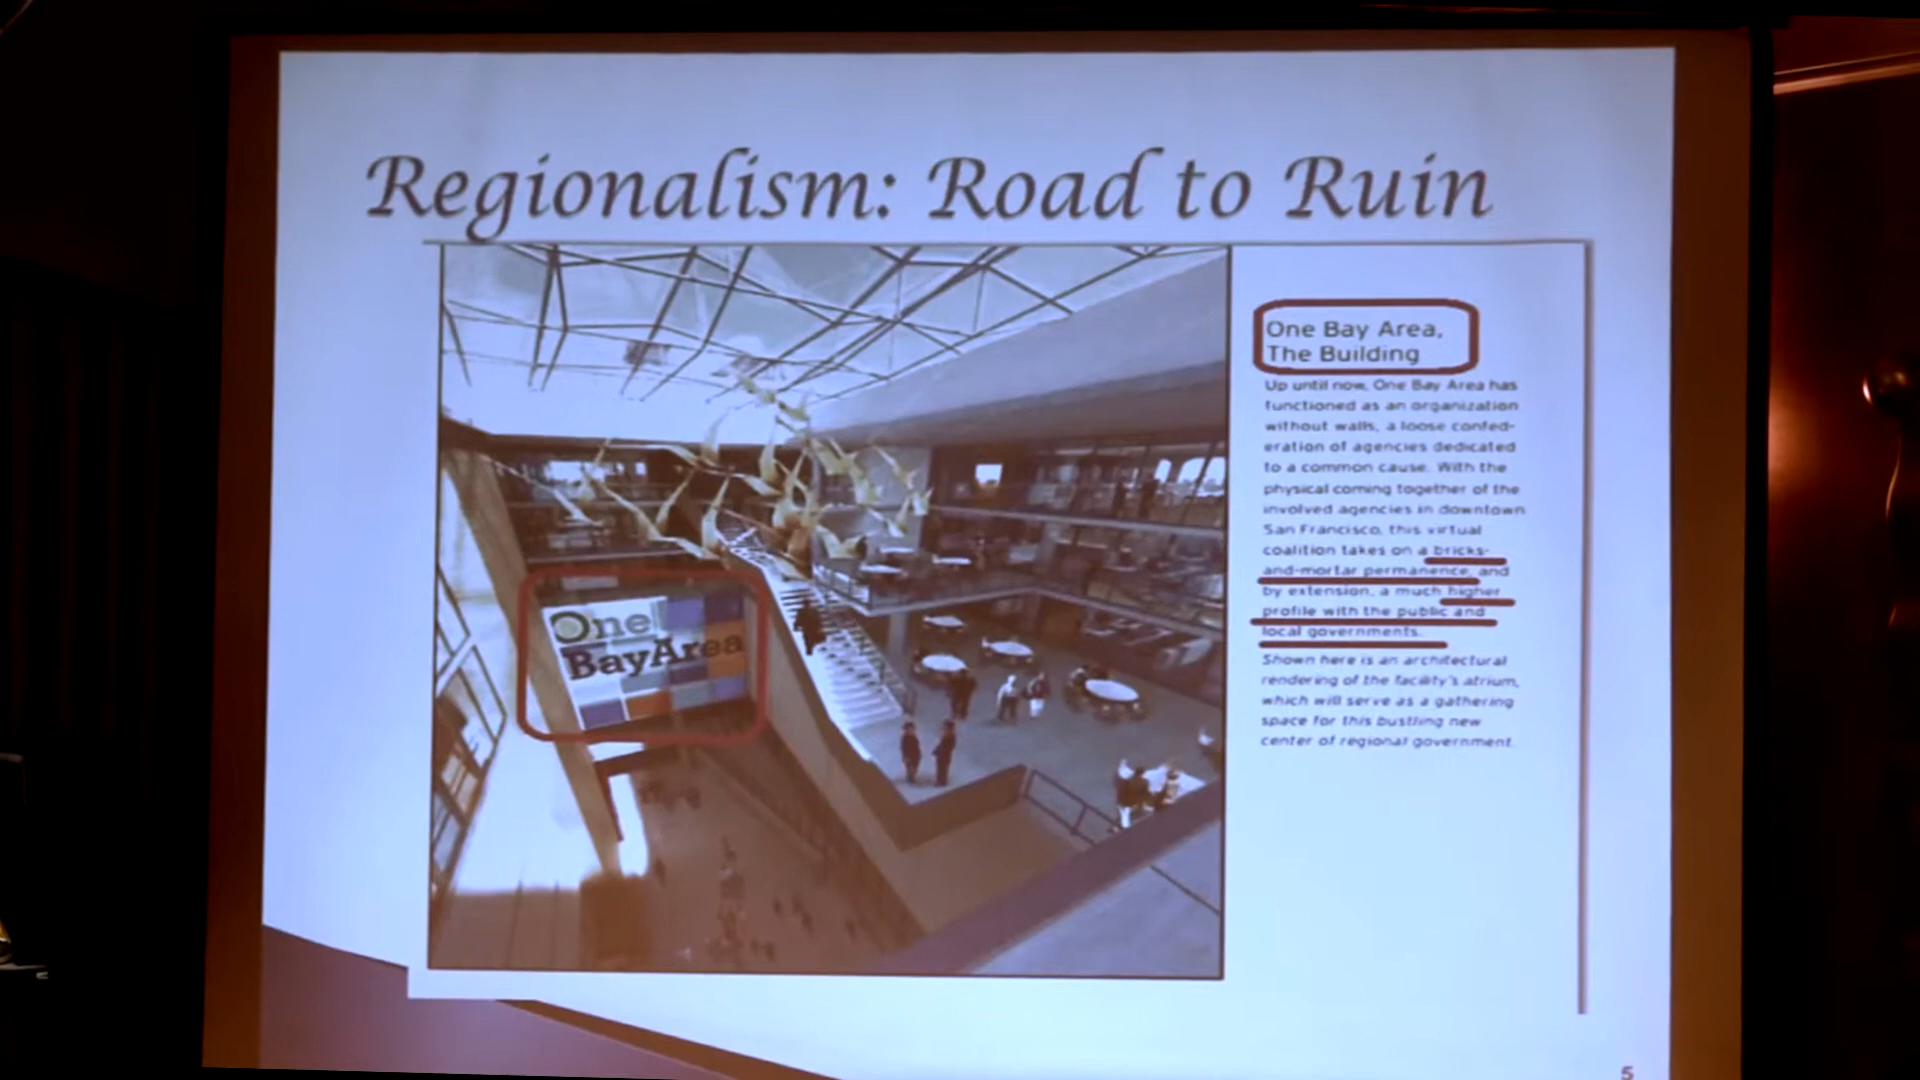 Regionalism: Road to Ruin
One
BayArea
One Bay Area,
The Building
Up until now, One Bay Area has
functioned as an organization
without walls, a loose confed-
eration of agencies dedicated
to a common cause. With the
physical coming together of the
involved agencies in downtown
San Francisco, this virtual
coalition takes on a bricks-
and-mortar permanence, and
by extension, a much higher
profile with the public and
local governments.
Shown here is an architectural
rendering of the facility's atrium,
which will serve as a gathering
space for this bustling new
center of regional government.
5